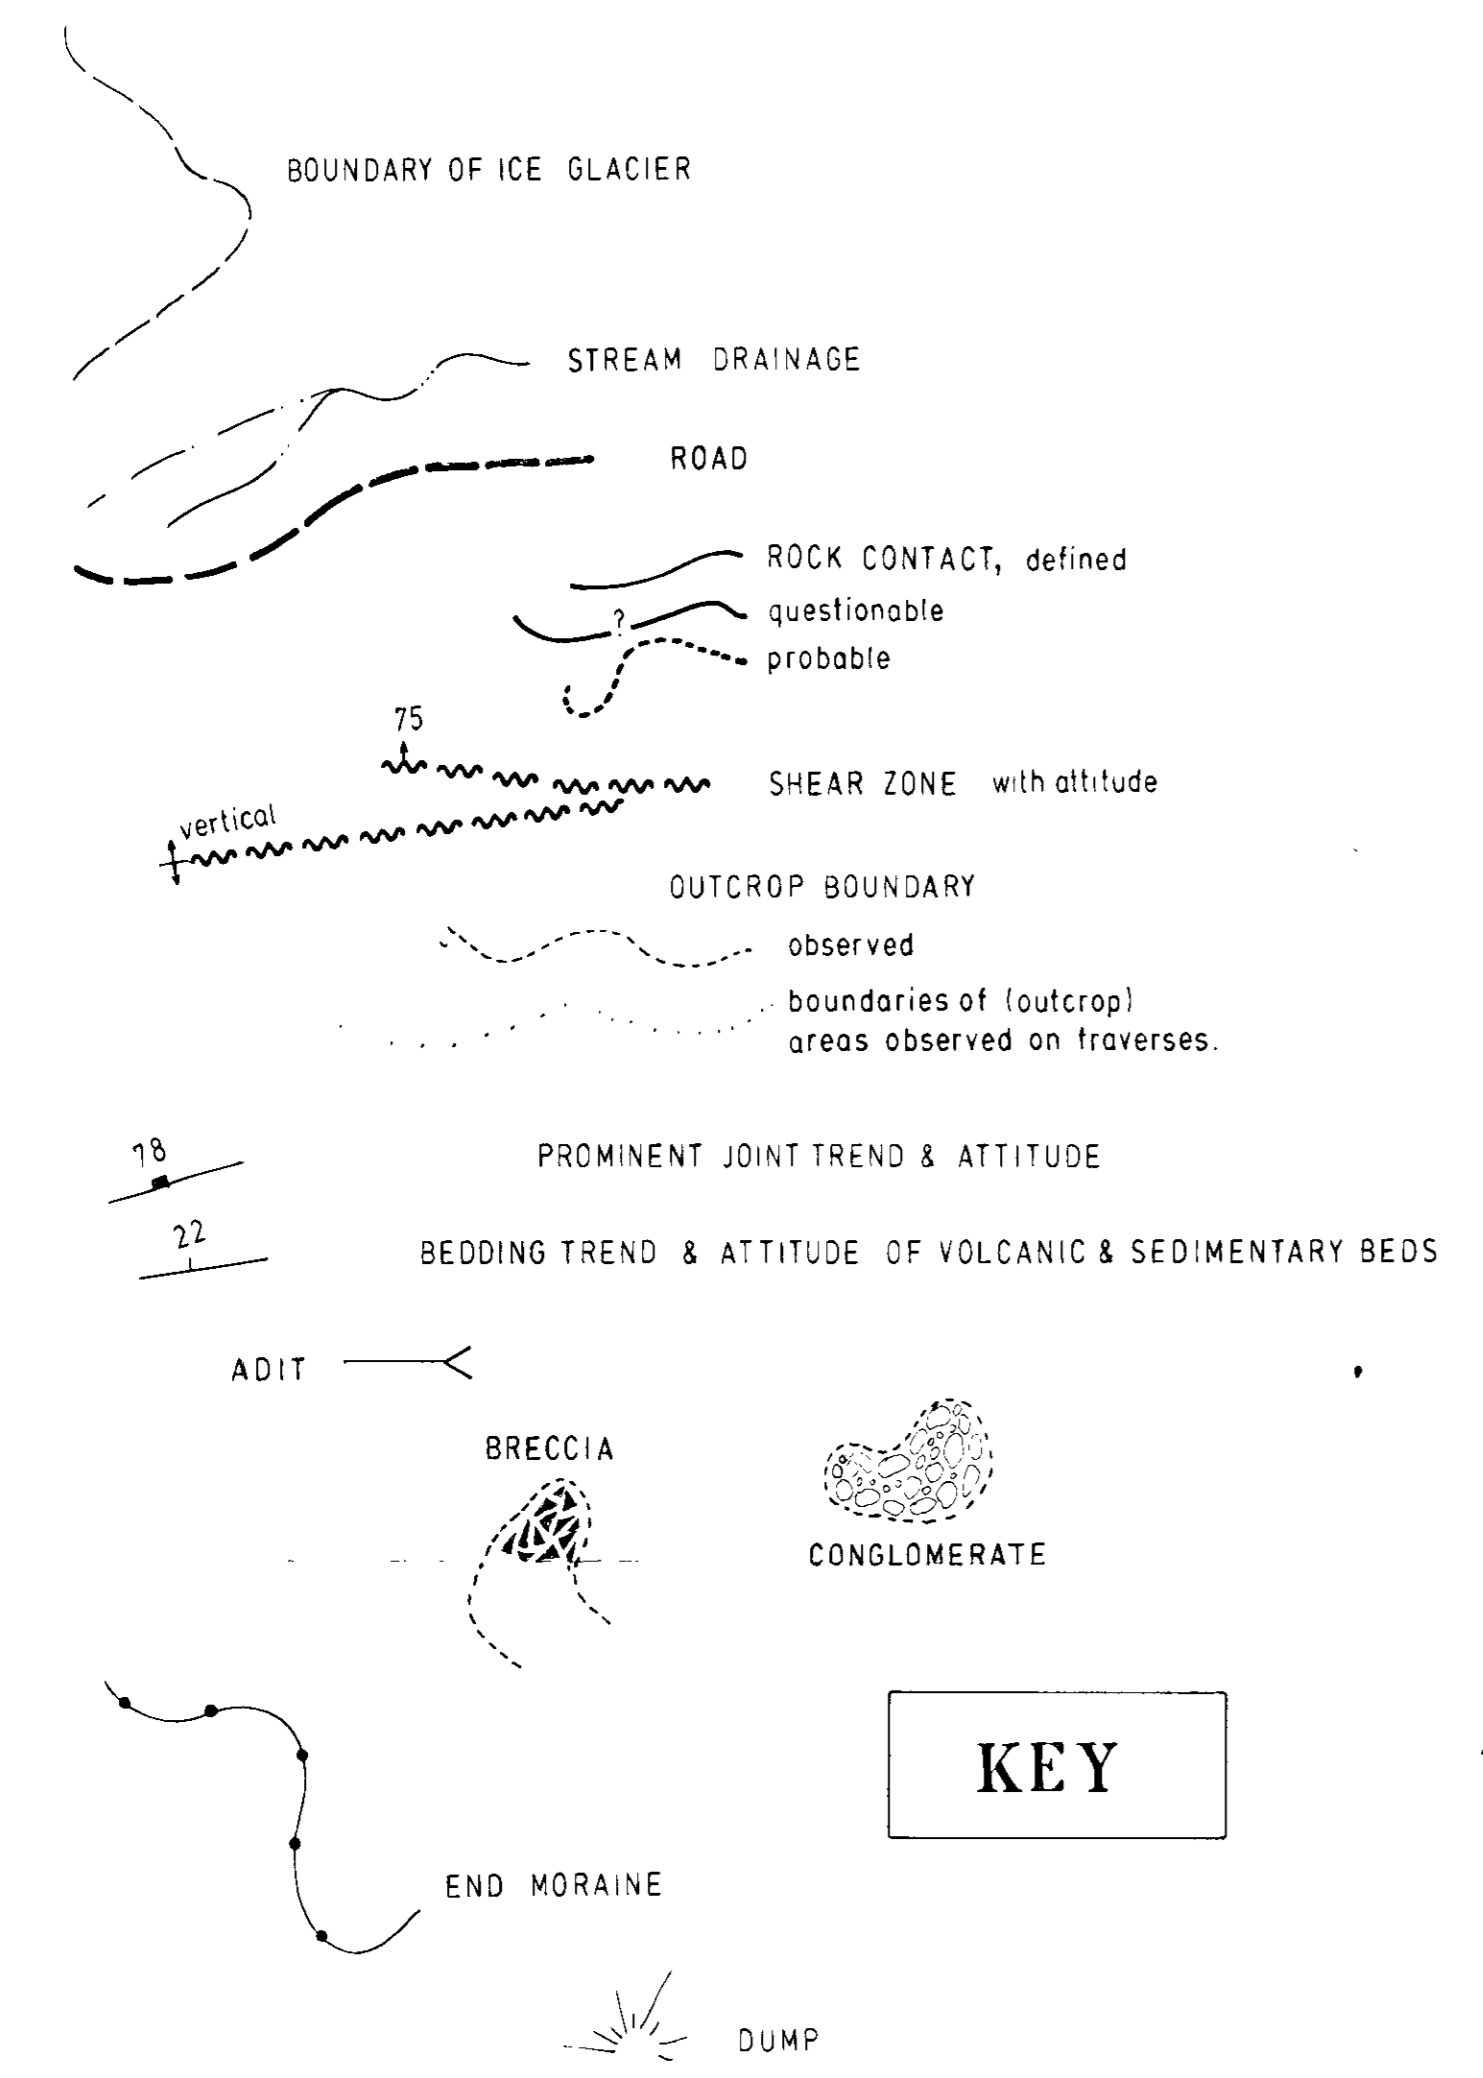 BOUNDARY OF ICE GLACIER
STREAM DRAINAGE
ROAD
ROCK CONTACT, defined
? questionable
probable
75
SHEAR ZONE with attitude
vertical
OUTCROP BOUNDARY
observed
boundaries of (outcrop)
areas observed on traverses.
78
PROMINENT JOINT TREND & ATTITUDE
22
BEDDING TREND & ATTITUDE OF VOLCANIC & SEDIMENTARY BEDS
ADIT
BRECCIA
CONGLOMERATE
KEY
END MORAINE
DUMP